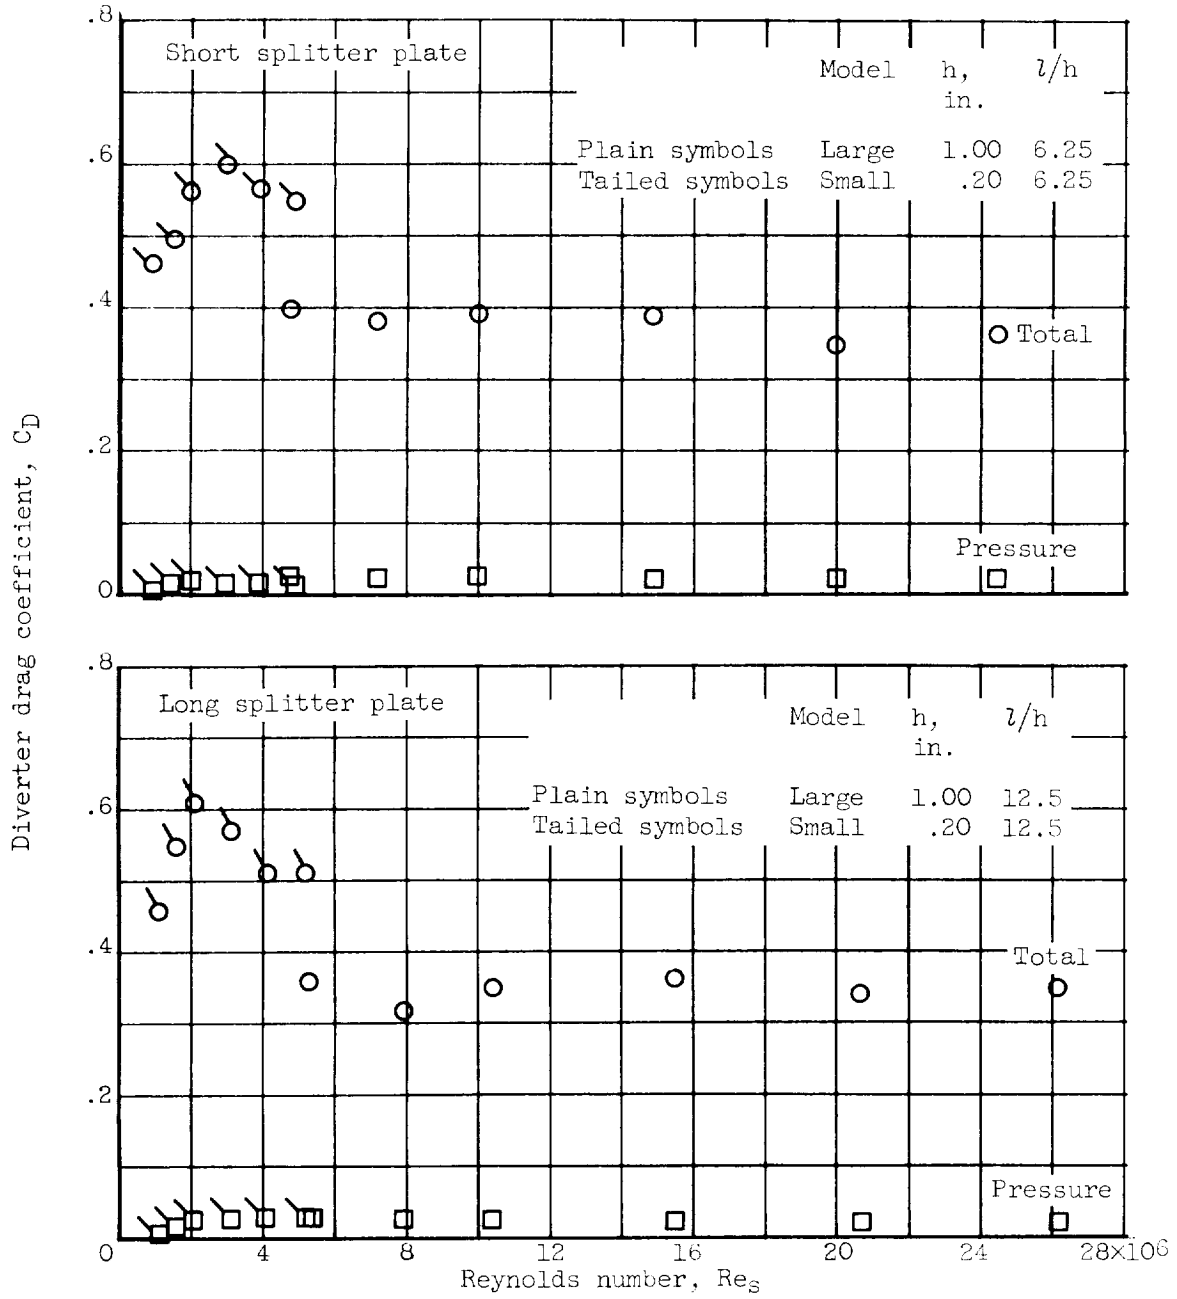 .8
Short splitter plate
Model h, l/h
in.
.6
Plain symbols Large 1.00 6.25
Tailed symbols Small .20 6.25
.4
Total
.2
Pressure
0
Diverter drag coefficient, CD
.8
Long splitter plate
Model h, l/h
in.
.6
Plain symbols Large 1.00 12.5
Tailed symbols Small .20 12.5
.4
Total
.2
Pressure
0 4 8 12 16 20 24 28×10⁶
Reynolds number, Res